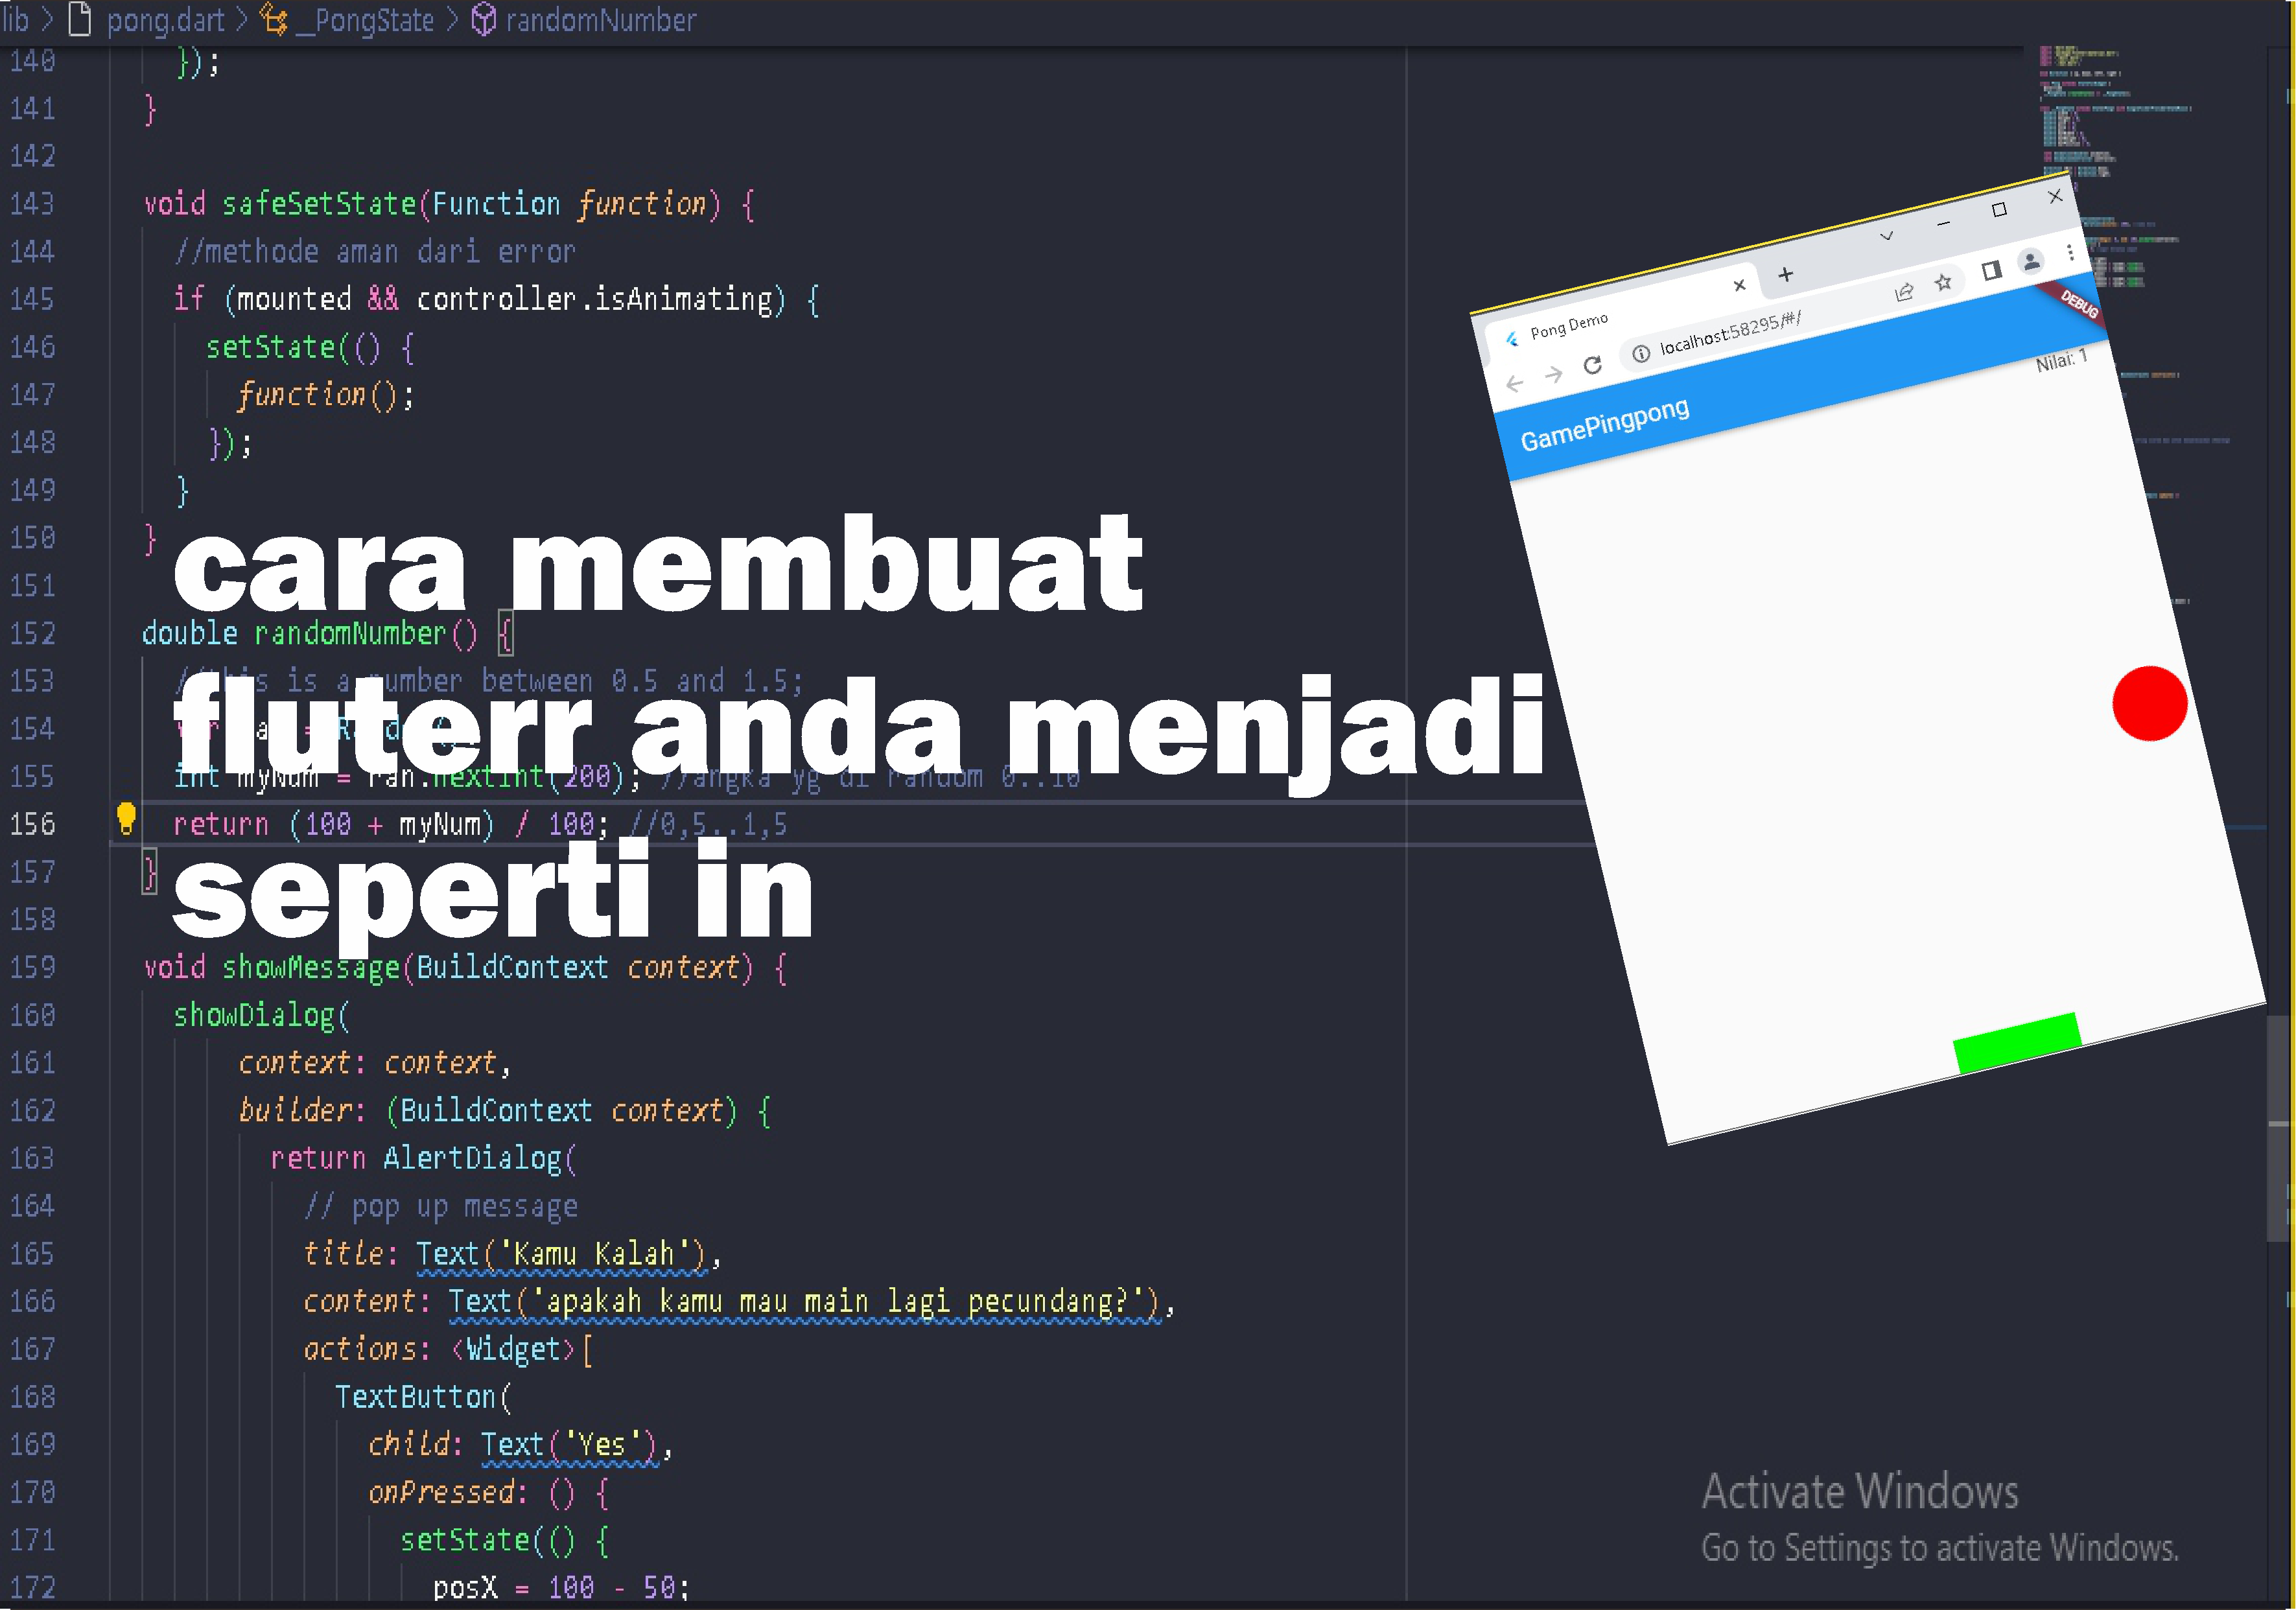 lib > pong.dart > _PongState > randomNumber
140 });
141 }
142
143 void safeSetState(Function function) {
144 //methode aman dari error
145 if (mounted && controller.isAnimating) {
146 setState(() {
147 function();
148 });
149 }
150 }
cara membuat
151
152 double randomNumber() {
153 is is a number between 0.5 and 1.5;
fluterr anda menjadi
154
155 int myNum = ran.nextInt(200); //angka yg di random 0..10
156 return (100 + myNum) / 100; //0,5..1,5
157 }
seperti in
158
159 void showMessage(BuildContext context) {
160 showDialog(
161 context: context,
162 builder: (BuildContext context) {
163 return AlertDialog(
164 // pop up message
165 title: Text('Kamu Kalah'),
166 content: Text('apakah kamu mau main lagi pecundang?'),
167 actions: <Widget>[
168 TextButton(
169 child: Text('Yes'),
170 onPressed: () {
171 setState(() {
172 posX = 100 - 50;
Pong Demo
localhost:58295/#/
DEBUG
GamePingpong
Nilai: 1
Activate Windows
Go to Settings to activate Windows.